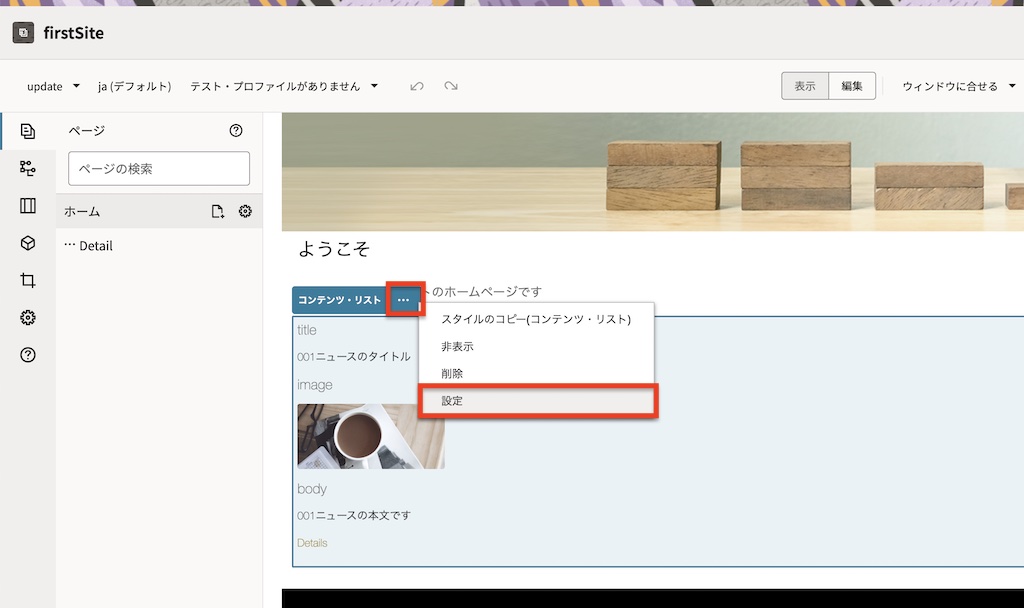 firstSite
update ja (デフォルト) テスト・プロファイルがありません 表示 編集 ウィンドウに合せる
ページ
ページの検索
ホーム
Detail
ようこそ
トのホームページです
コンテンツ・リスト
スタイルのコピー(コンテンツ・リスト)
非表示
削除
設定
title
001ニュースのタイトル
image
body
001ニュースの本文です
Details